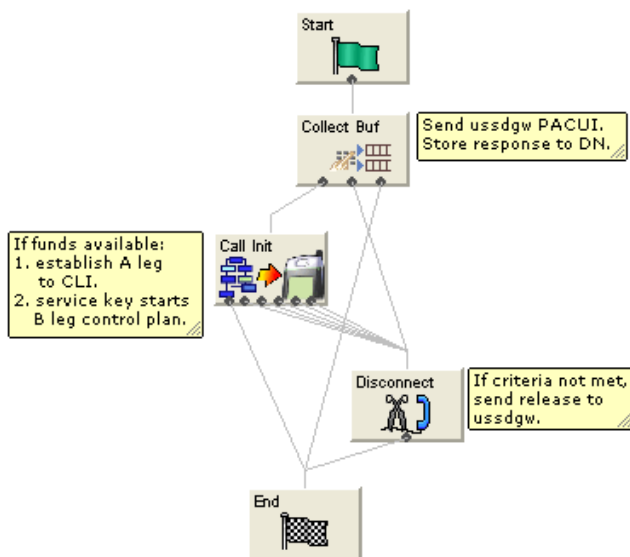 Start
Collect Buf
Send ussdgw PACUI.
Store response to DN.
If funds available:
1. establish A leg
to CLI.
2. service key starts
B leg control plan.
Call Init
Disconnect
If criteria not met,
send release to
ussdgw.
End